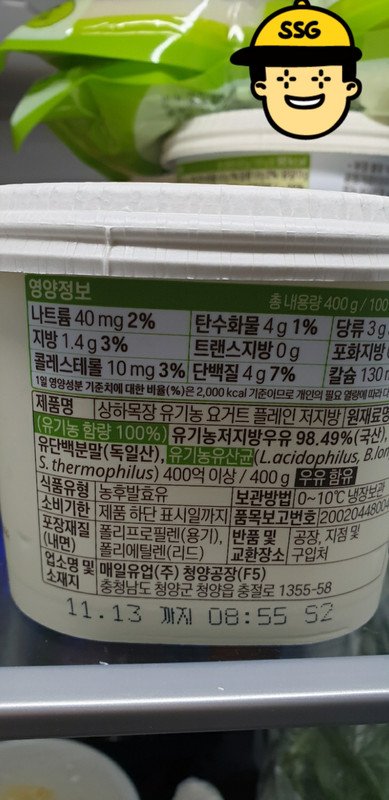 SSG
영양정보 총 내용량 400 g / 100
나트륨 40 mg 2% 탄수화물 4 g 1% 당류 3 g
지방 1.4 g 3% 트랜스지방 0 g 포화지방
콜레스테롤 10 mg 3% 단백질 4 g 7% 칼슘 130
1일 영양성분 기준치에 대한 비율(%)은 2,000 kcal 기준이므로 개인의 필요 열량에 따라
제품명 상하목장 유기농 요거트 플레인 저지방 원재료
(유기농 함량 100%) 유기농저지방우유 98.49%(국산),
유단백분말(독일산), 유기농유산균(L.acidophilus, B.lon
S. thermophilus) 400억 이상 / 400 g 우유 함유
식품유형 농후발효유 보관방법 0~10℃ 냉장보관
소비기한 제품 하단 표시일까지 품목보고번호 20020448004
포장재질 (내면) 폴리프로필렌(용기), 폴리에틸렌(리드) 반품 및 교환장소 공장, 지점 및 구입처
업소명 및 소재지 매일유업(주) 청양공장(F5)
충청남도 청양군 청양읍 충절로 1355-58
11.13 까지 08:55 S2